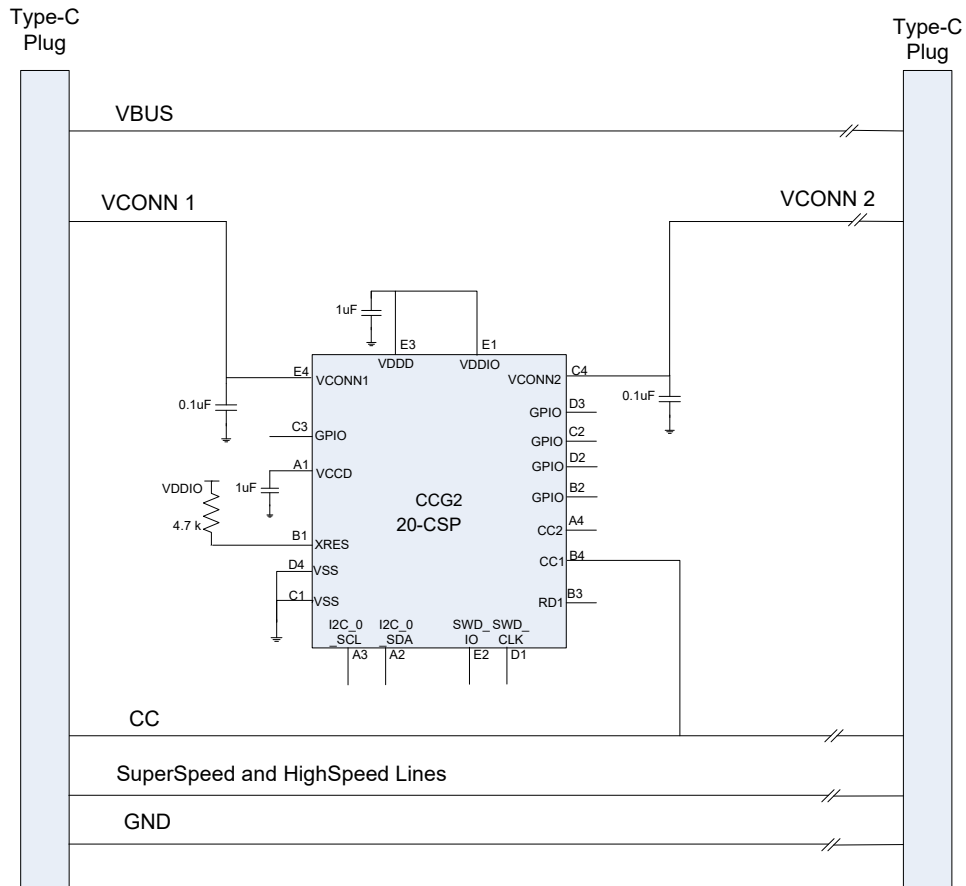 Type-C
Plug
Type-C
Plug
VBUS
VCONN 1
VCONN 2
1uF
E3
E1
VDDD
VDDIO
E4
VCONN1
VCONN2
C4
0.1uF
0.1uF
D3
GPIO
C3
GPIO
C2
GPIO
A1
VCCD
D2
GPIO
VDDIO
1uF
B2
GPIO
CCG2
20-CSP
4.7 k
B1
XRES
A4
CC2
B4
CC1
D4
VSS
C1
VSS
B3
RD1
I2C_0
_SCL
I2C_0
_SDA
SWD_
IO
SWD_
CLK
A3
A2
E2
D1
CC
SuperSpeed and HighSpeed Lines
GND